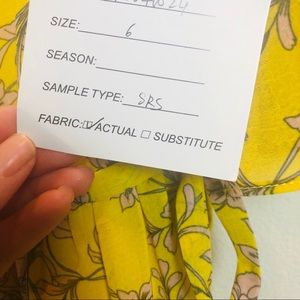 SIZE: 6
SEASON:
SAMPLE TYPE: SRS
FABRIC: ☑ ACTUAL ☐ SUBSTITUTE